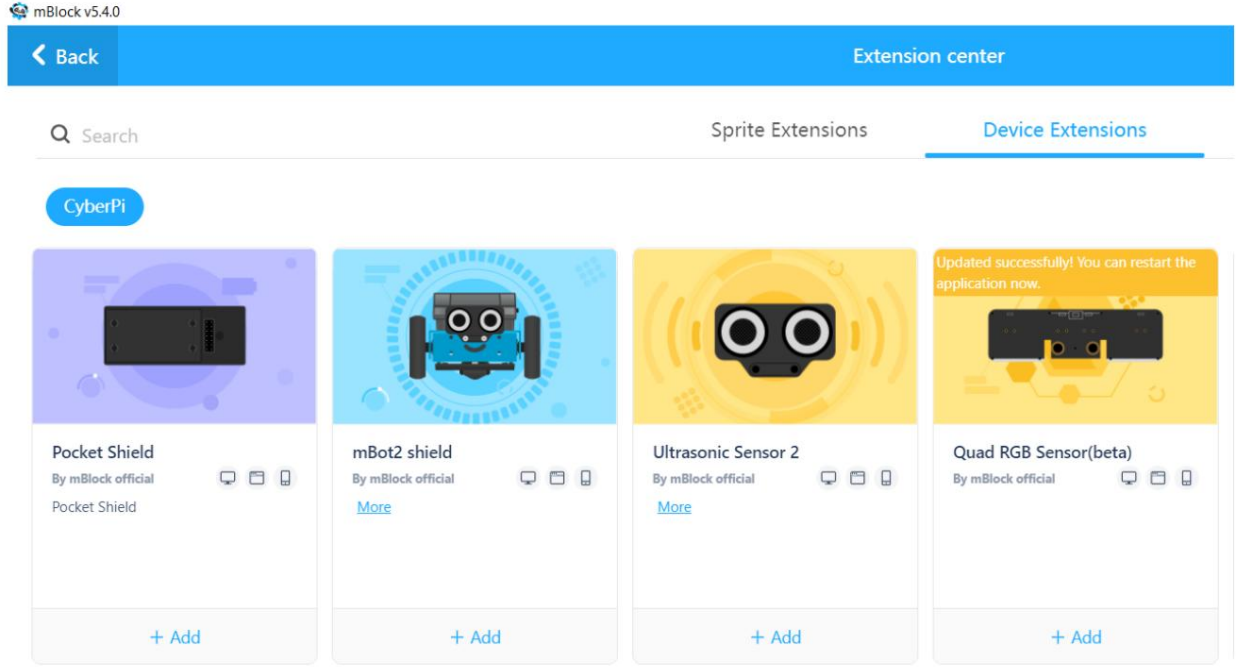 mBlock v5.4.0
Back
Extension center
Search
Sprite Extensions
Device Extensions
CyberPi
Updated successfully! You can restart the
application now.
Pocket Shield
By mBlock official
Pocket Shield
+ Add
mBot2 shield
By mBlock official
More
+ Add
Ultrasonic Sensor 2
By mBlock official
More
+ Add
Quad RGB Sensor(beta)
By mBlock official
+ Add